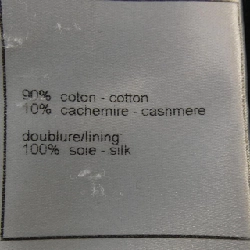 90% coton - cotton
10% cachemire - cashmere
doublure/lining
100% soie - silk